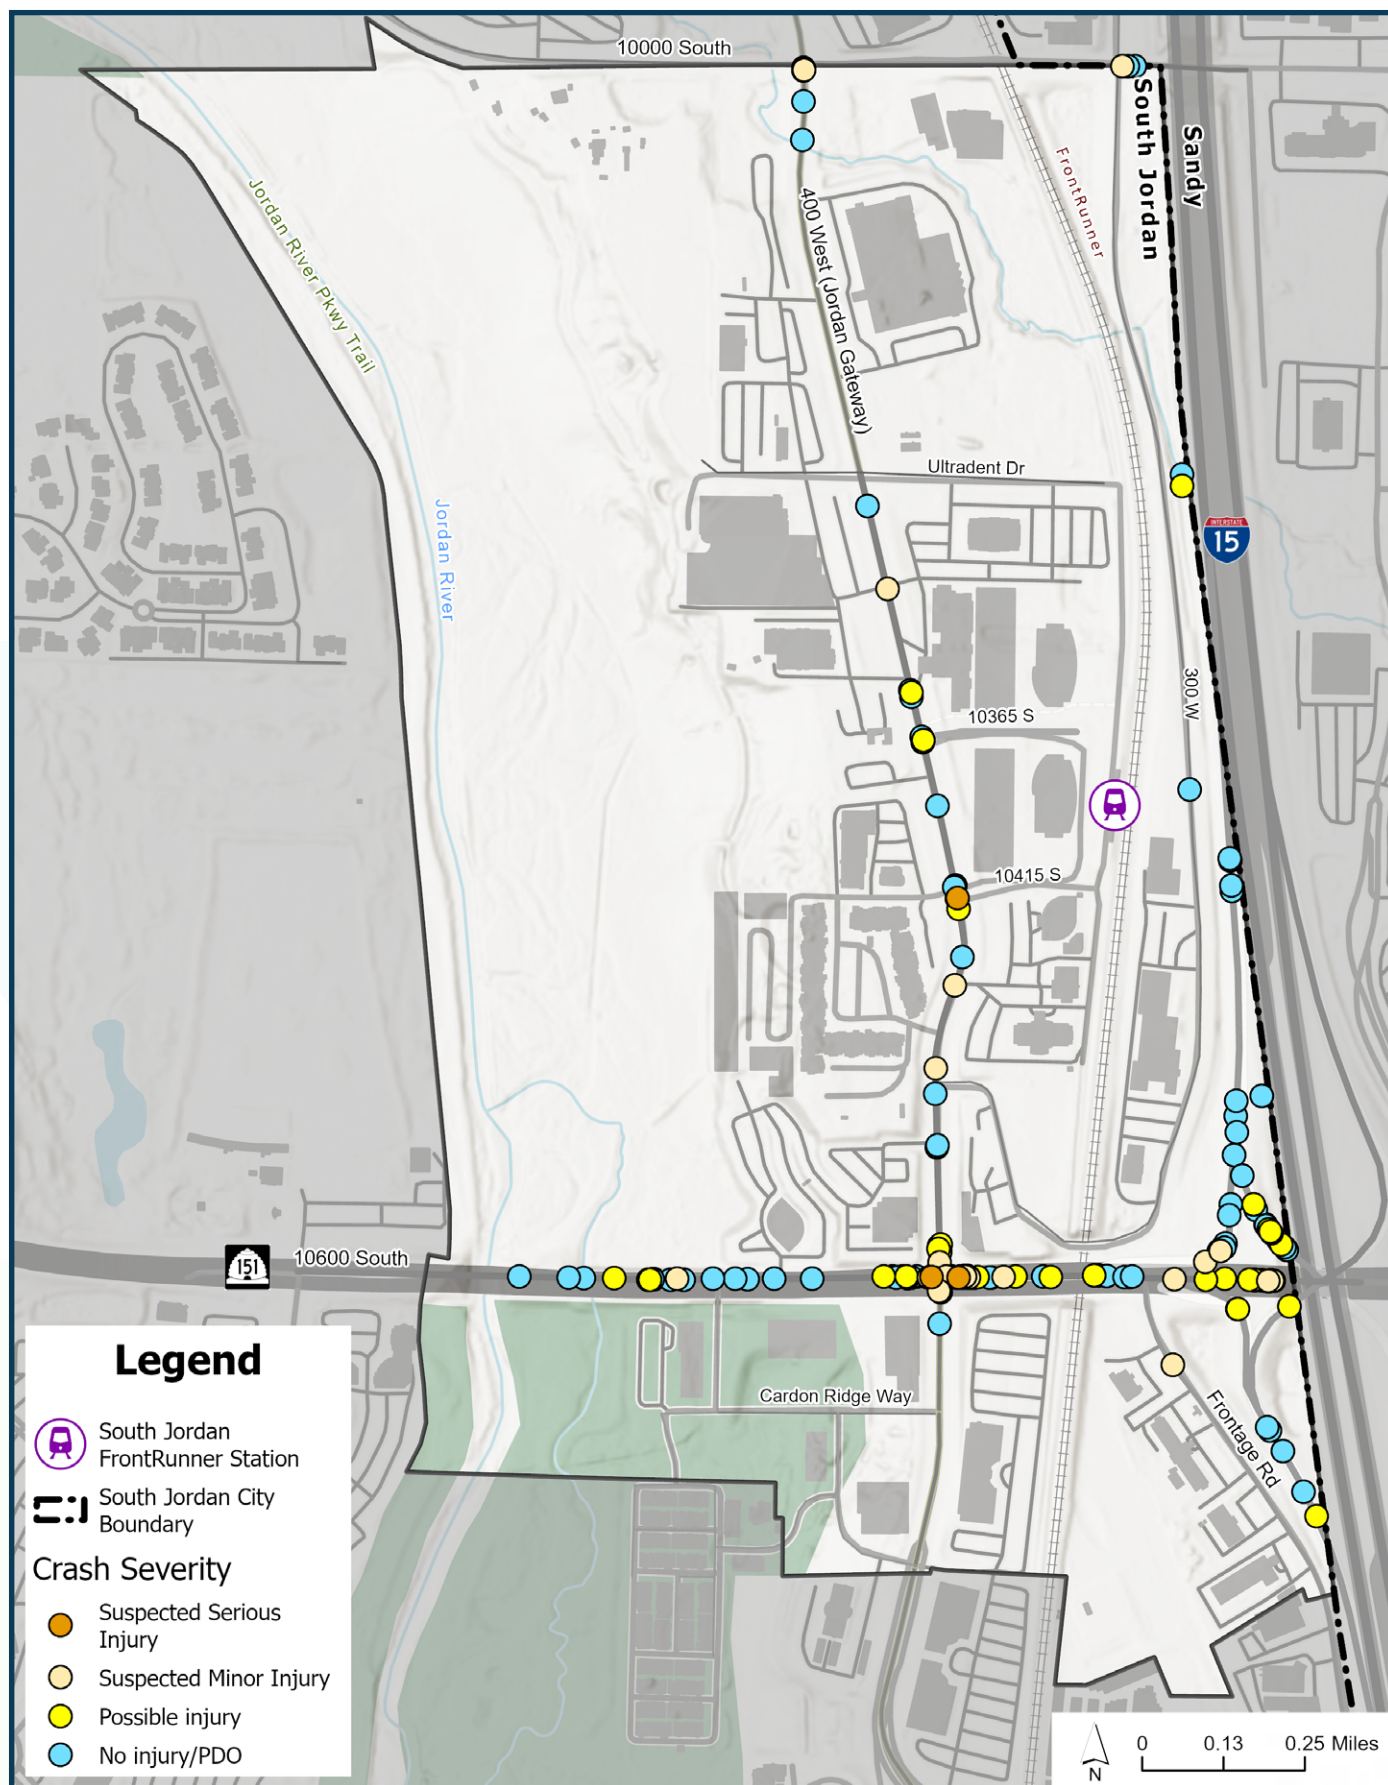 10000 South
South Jordan
Sandy
FrontRunner
Jordan River Pkwy Trail
400 West (Jordan Gateway)
Ultradent Dr
Jordan River
INTERSTATE
15
300 W
10365 S
10415 S
10600 South
151
Cardon Ridge Way
Frontage Rd
Legend
South Jordan
FrontRunner Station
South Jordan City
Boundary
Crash Severity
Suspected Serious
Injury
Suspected Minor Injury
Possible injury
No injury/PDO
N
0 0.13 0.25 Miles